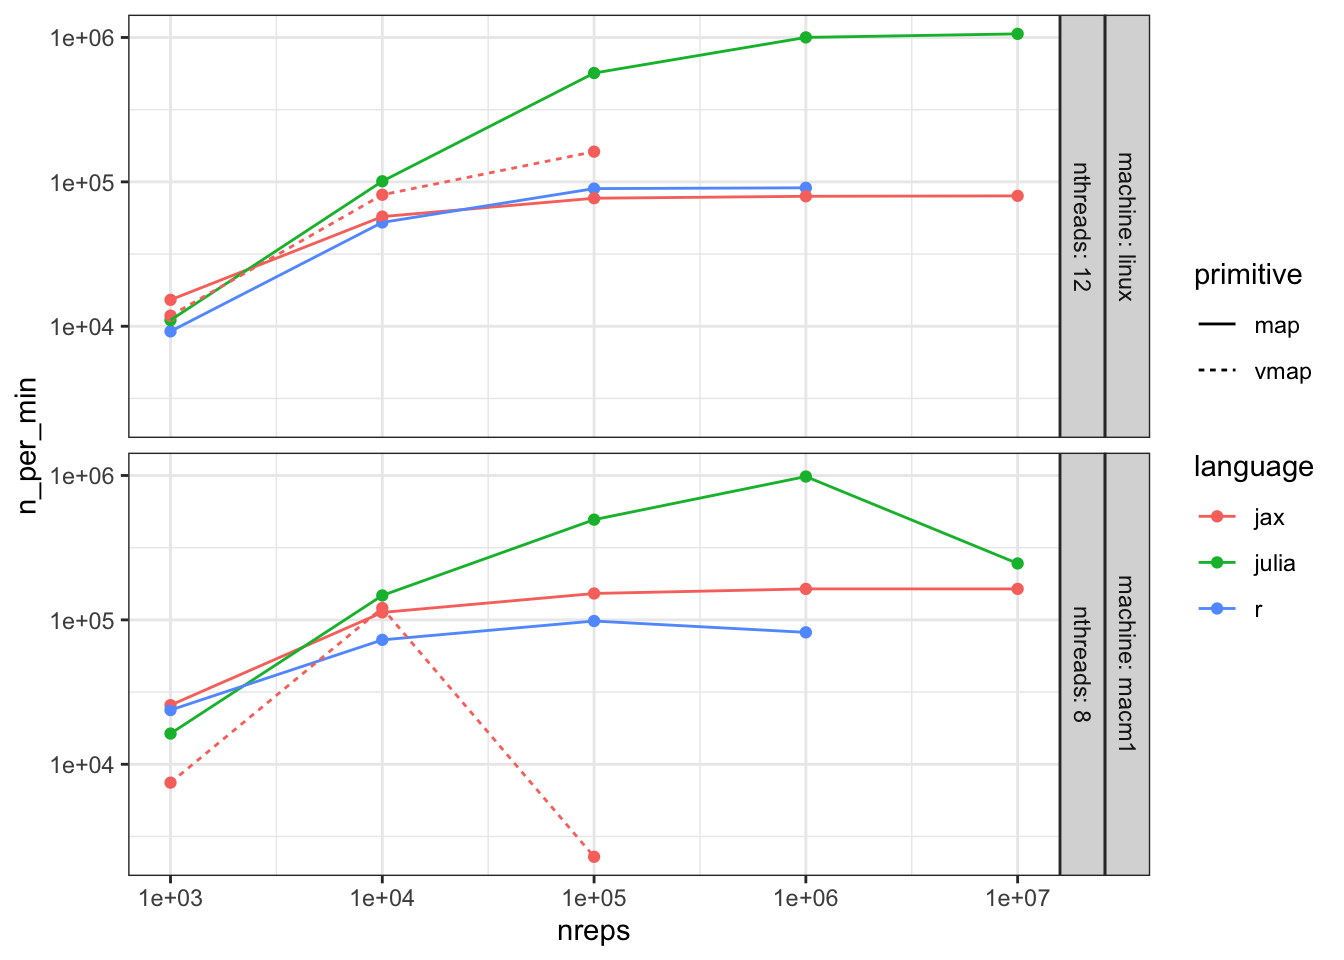 n_per_min
1e+06
1e+05
1e+04
nthreads: 12
machine: linux
1e+06
1e+05
1e+04
nthreads: 8
machine: macm1
1e+03
1e+04
1e+05
1e+06
1e+07
nreps
primitive
map
vmap
language
jax
julia
r